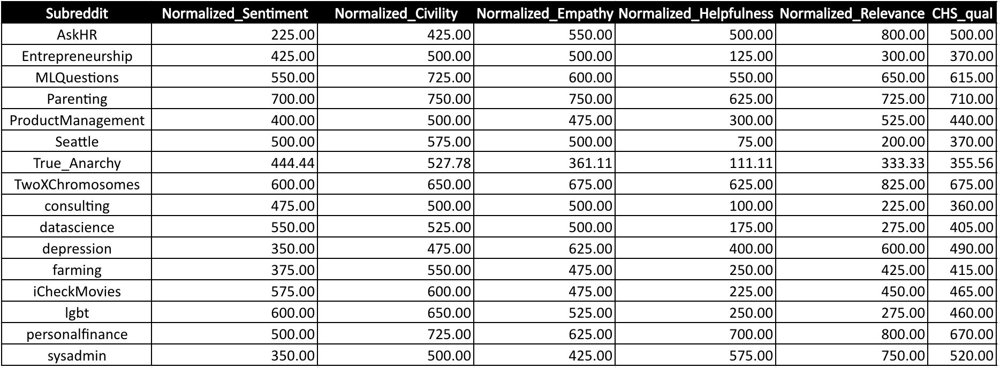 Subreddit Normalized_Sentiment Normalized_Civility Normalized_Empathy Normalized_Helpfulness Normalized_Relevance CHS_qual
AskHR 225.00 425.00 550.00 500.00 800.00 500.00
Entrepreneurship 425.00 500.00 500.00 125.00 300.00 370.00
MLQuestions 550.00 725.00 600.00 550.00 650.00 615.00
Parenting 700.00 750.00 750.00 625.00 725.00 710.00
ProductManagement 400.00 500.00 475.00 300.00 525.00 440.00
Seattle 500.00 575.00 500.00 75.00 200.00 370.00
True_Anarchy 444.44 527.78 361.11 111.11 333.33 355.56
TwoXChromosomes 600.00 650.00 675.00 625.00 825.00 675.00
consulting 475.00 500.00 500.00 100.00 225.00 360.00
datascience 550.00 525.00 500.00 175.00 275.00 405.00
depression 350.00 475.00 625.00 400.00 600.00 490.00
farming 375.00 550.00 475.00 250.00 425.00 415.00
iCheckMovies 575.00 600.00 475.00 225.00 450.00 465.00
lgbt 600.00 650.00 525.00 250.00 275.00 460.00
personalfinance 500.00 725.00 625.00 700.00 800.00 670.00
sysadmin 350.00 500.00 425.00 575.00 750.00 520.00